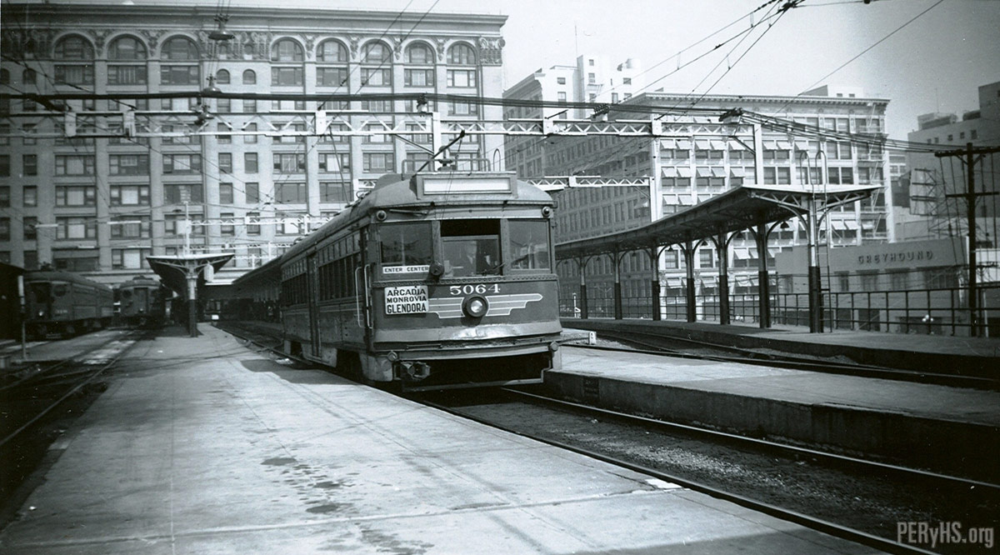 GREYHOUND
ENTER CENTER
5064
ARCADIA
MONROVIA
GLENDORA
PERyHS.org